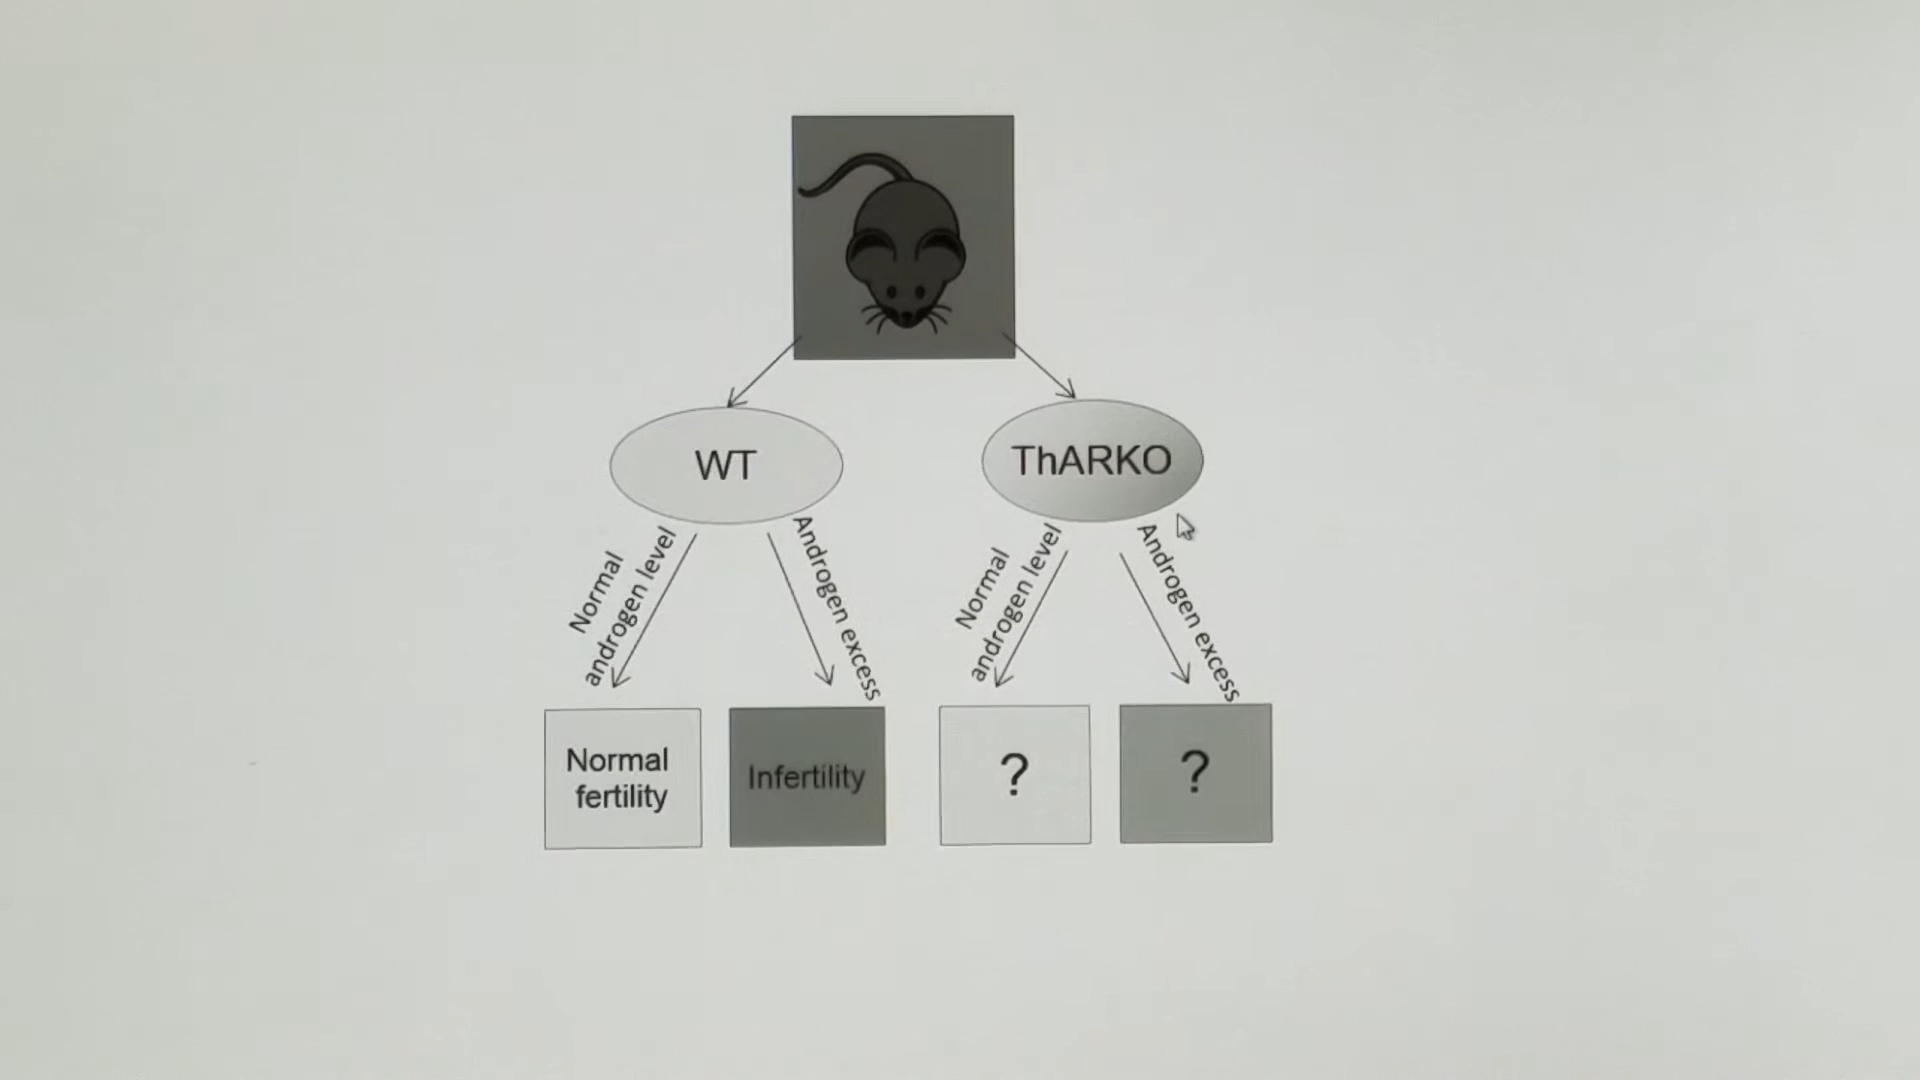 WT
ThARKO
Normal
androgen level
Androgen excess
Normal
androgen level
Androgen excess
Normal
fertility
Infertility
?
?